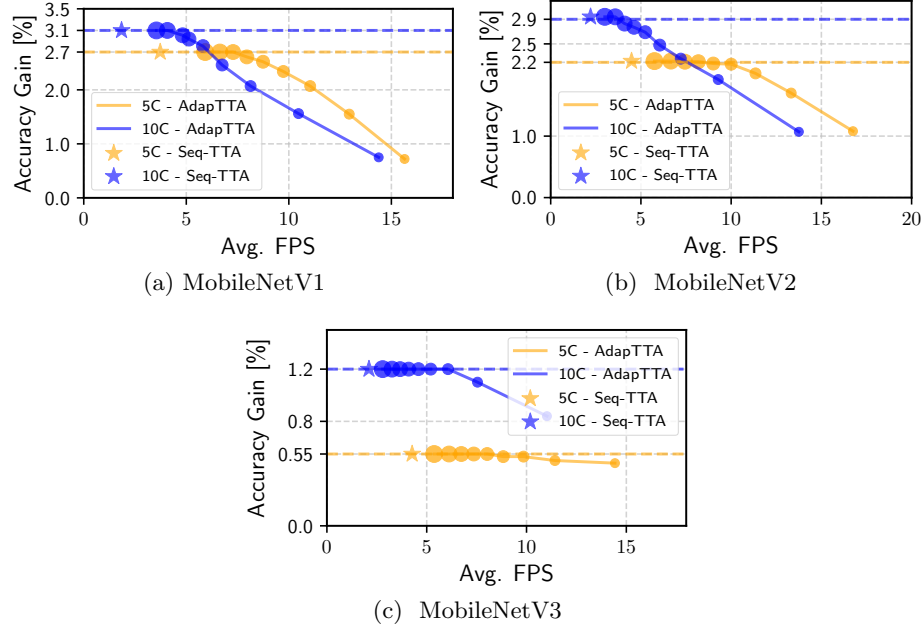 3.5
3.1
2.7
2.0
1.0
0.0
Accuracy Gain [%]
5C - AdapTTA
10C - AdapTTA
5C - Seq-TTA
10C - Seq-TTA
0 5 10 15
Avg. FPS
(a) MobileNetV1
2.9
2.5
2.2
1.0
0.0
Accuracy Gain [%]
5C - AdapTTA
10C - AdapTTA
5C - Seq-TTA
10C - Seq-TTA
0 5 10 15 20
Avg. FPS
(b) MobileNetV2
1.2
0.8
0.55
0.0
Accuracy Gain [%]
5C - AdapTTA
10C - AdapTTA
5C - Seq-TTA
10C - Seq-TTA
0 5 10 15
Avg. FPS
(c) MobileNetV3